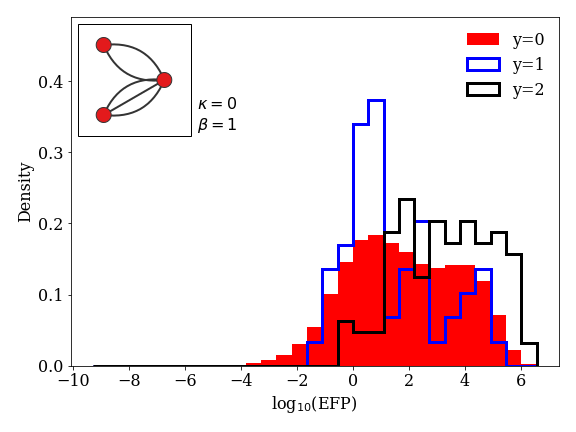 κ = 0
β = 1
y=0
y=1
y=2
Density
0.4
0.3
0.2
0.1
0.0
−10 −8 −6 −4 −2 0 2 4 6
log₁₀(EFP)